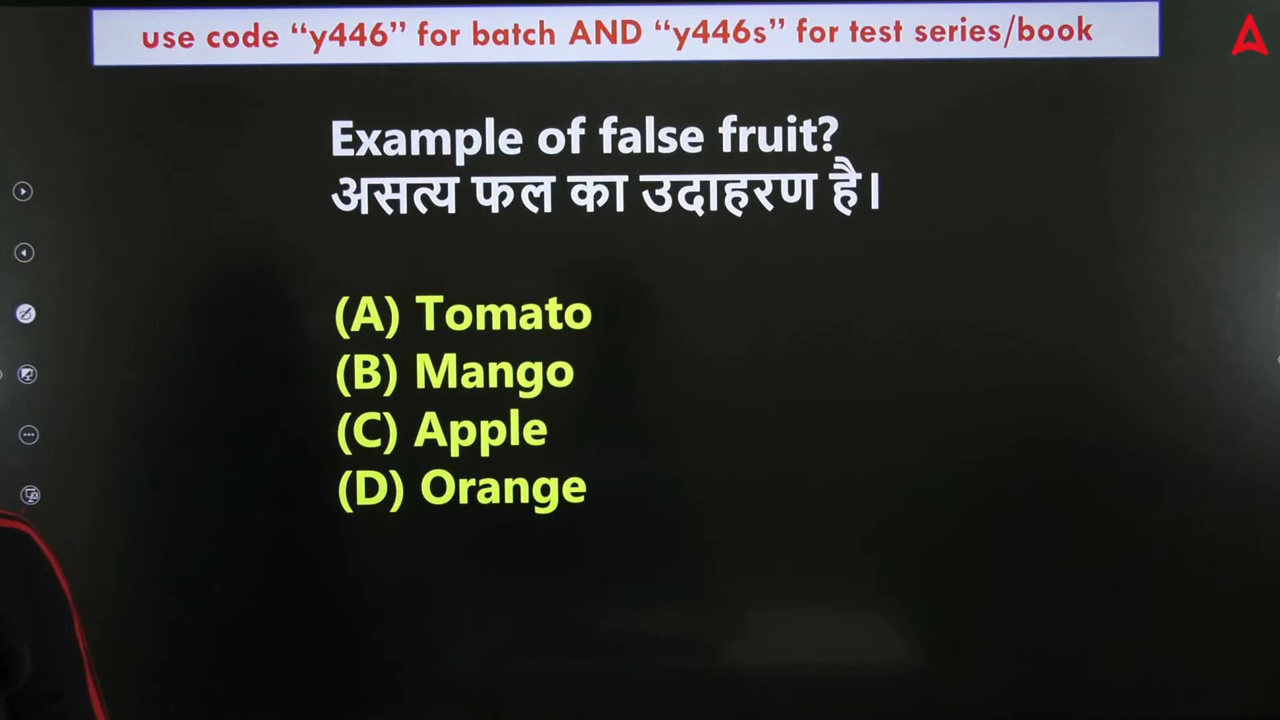 use code “y446” for batch AND “y446s” for test series/book
Example of false fruit?
असत्य फल का उदाहरण है।
(A) Tomato
(B) Mango
(C) Apple
(D) Orange